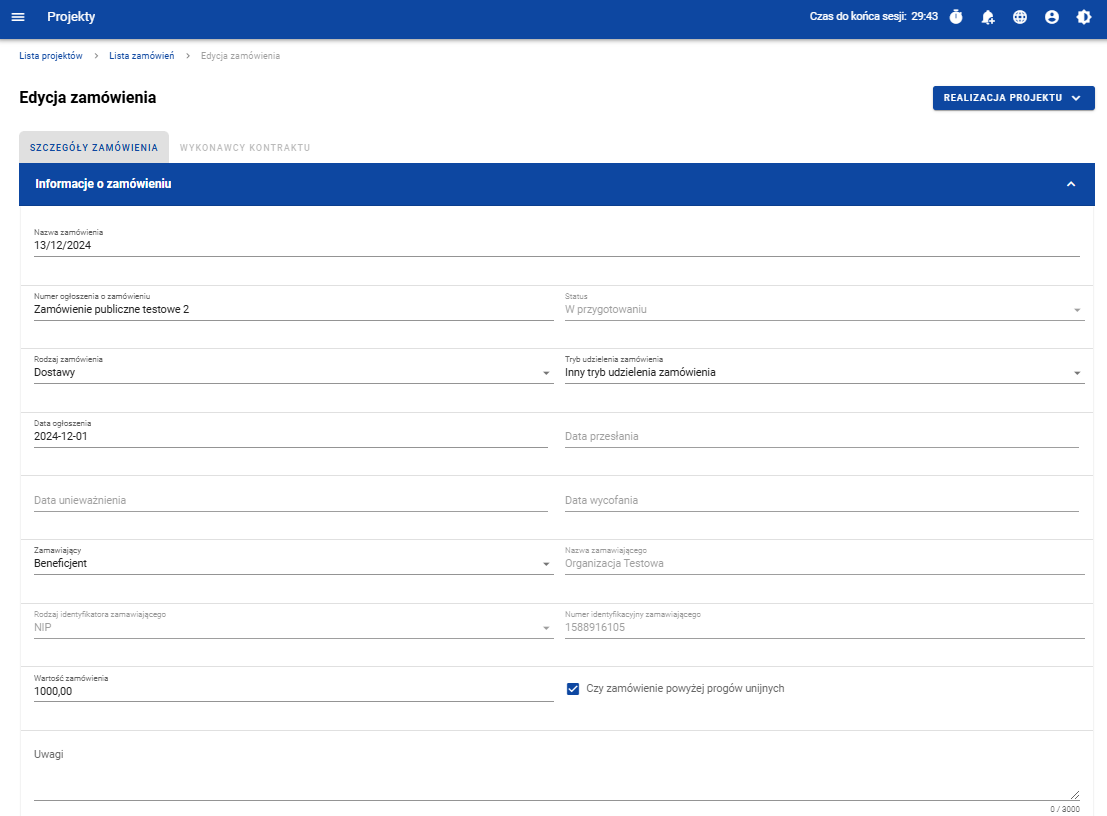 Projekty
Czas do końca sesji: 29:43
Lista projektów > Lista zamówień > Edycja zamówienia
Edycja zamówienia
REALIZACJA PROJEKTU
SZCZEGÓŁY ZAMÓWIENIA
WYKONAWCY KONTRAKTU
Informacje o zamówieniu
Nazwa zamówienia
13/12/2024
Numer ogłoszenia o zamówieniu
Zamówienie publiczne testowe 2
Status
W przygotowaniu
Rodzaj zamówienia
Dostawy
Tryb udzielenia zamówienia
Inny tryb udzielenia zamówienia
Data ogłoszenia
2024-12-01
Data przesłania
Data unieważnienia
Data wycofania
Zamawiający
Beneficjent
Nazwa zamawiającego
Organizacja Testowa
Rodzaj identyfikatora zamawiającego
NIP
Numer identyfikacyjny zamawiającego
1588916105
Wartość zamówienia
1000,00
Czy zamówienie powyżej progów unijnych
Uwagi
0 / 3000